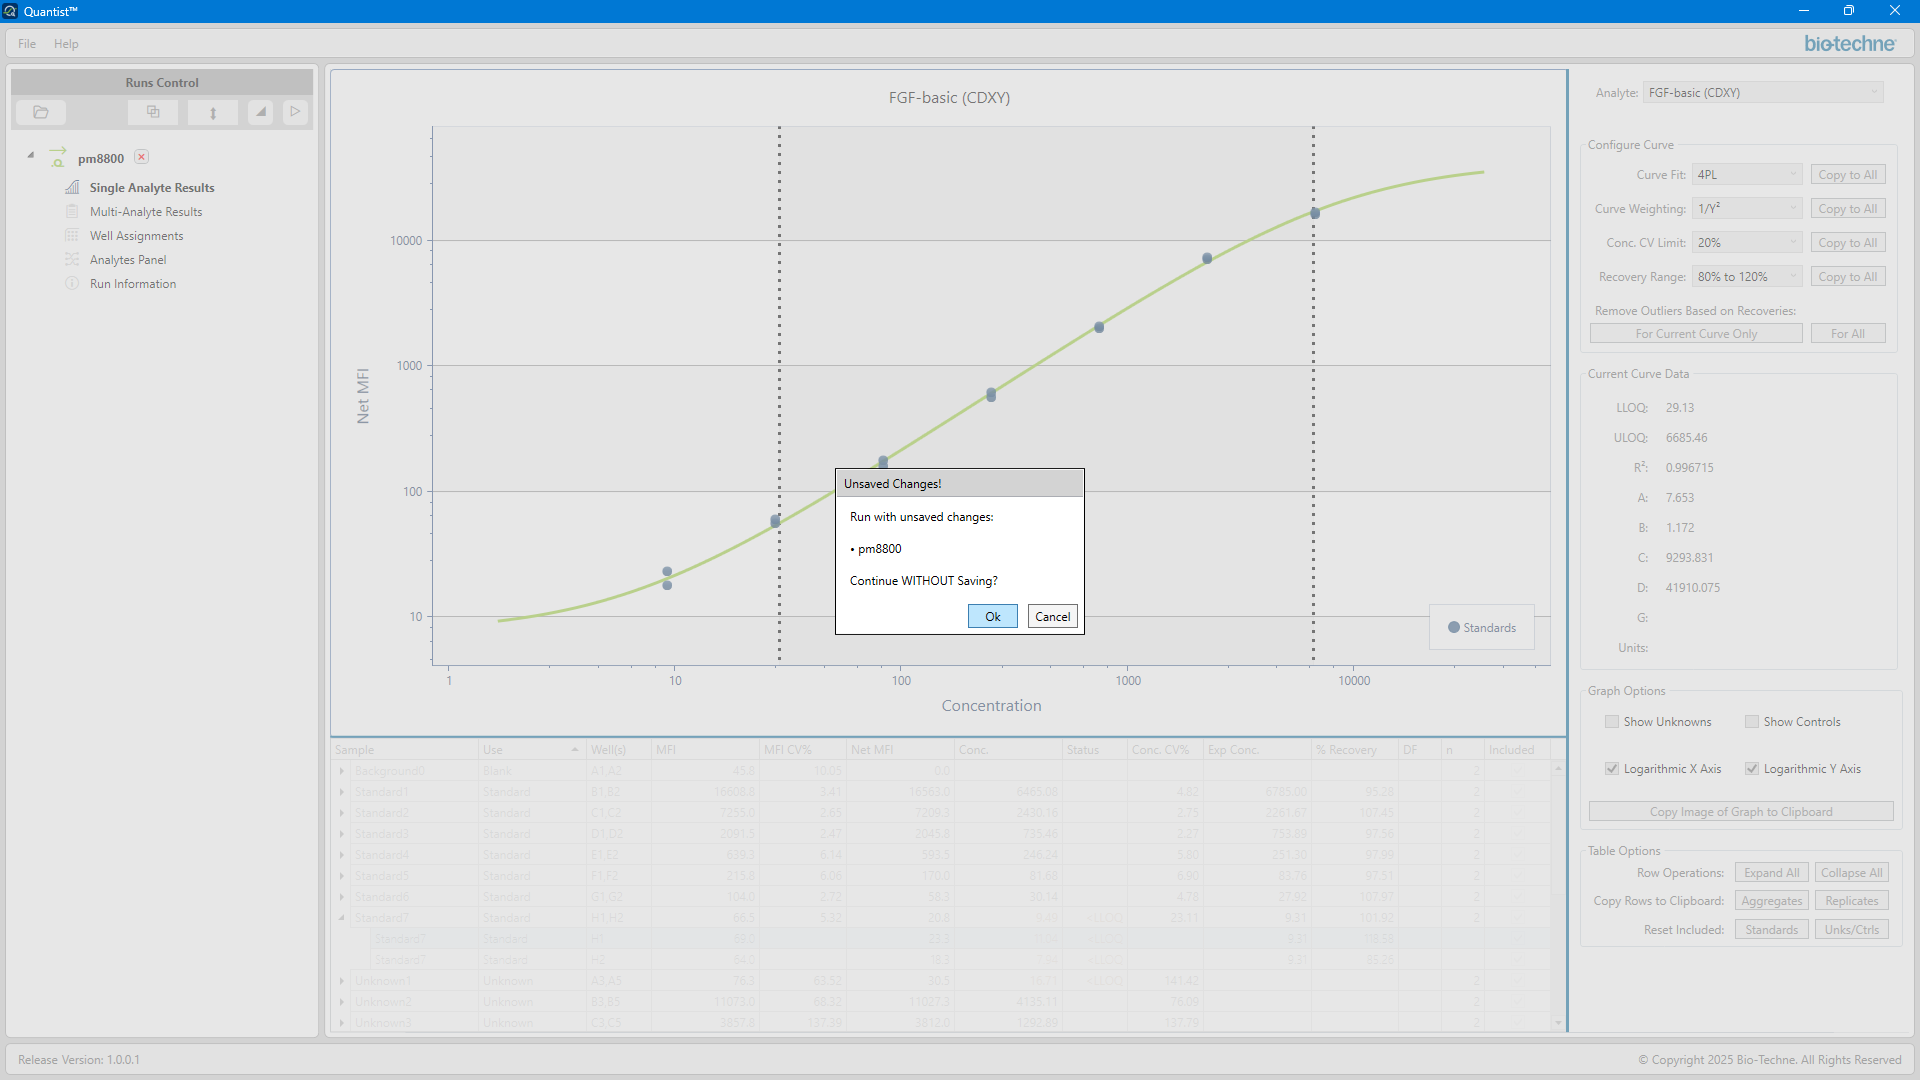 Quantist™
File Help
bio-techne
Runs Control
pm8800
Single Analyte Results
Multi-Analyte Results
Well Assignments
Analytes Panel
Run Information
FGF-basic (CDXY)
Net MFI
10000
1000
100
10
1 10 100 1000 10000
Concentration
Standards
Unsaved Changes!
Run with unsaved changes:
• pm8800
Continue WITHOUT Saving?
Ok Cancel
Analyte: FGF-basic (CDXY)
Configure Curve
Curve Fit: 4PL Copy to All
Curve Weighting: 1/Y² Copy to All
Conc. CV Limit: 20% Copy to All
Recovery Range: 80% to 120% Copy to All
Remove Outliers Based on Recoveries:
For Current Curve Only For All
Current Curve Data
LLOQ: 29.13
ULOQ: 6685.46
R²: 0.996715
A: 7.653
B: 1.172
C: 9293.831
D: 41910.075
G:
Units:
Graph Options
Show Unknowns Show Controls
Logarithmic X Axis Logarithmic Y Axis
Copy Image of Graph to Clipboard
Table Options
Row Operations: Expand All Collapse All
Copy Rows to Clipboard: Aggregates Replicates
Reset Included: Standards Unks/Ctrls
Sample Use Well(s) MFI MFI CV% Net MFI Conc. Status Conc. CV% Exp Conc. % Recovery DF n Included
Background0 Blank A1,A2 45.8 10.05 0.0 2
Standard1 Standard B1,B2 16608.8 3.41 16563.0 6465.08 4.82 6785.00 95.28 2
Standard2 Standard C1,C2 7255.0 2.65 7209.3 2430.16 2.75 2261.67 107.45 2
Standard3 Standard D1,D2 2091.5 2.47 2045.8 735.46 2.27 753.89 97.56 2
Standard4 Standard E1,E2 639.3 6.14 593.5 246.24 5.80 251.30 97.99 2
Standard5 Standard F1,F2 215.8 6.06 170.0 81.68 6.90 83.76 97.51 2
Standard6 Standard G1,G2 104.0 2.72 58.3 30.14 4.78 27.92 107.97 2
Standard7 Standard H1,H2 66.5 5.32 20.8 9.49 <LLOQ 23.11 9.31 101.92 2
Standard7 Standard H1 69.0 23.3 <LLOQ 9.31
Standard7 Standard H2 64.0 18.3 <LLOQ 9.31 85.28
Unknown1 Unknown A3,A5 76.3 63.52 30.5 <LLOQ 141.42 2
Unknown2 Unknown B3,B5 11073.0 68.32 11027.3 4135.11 76.09 2
Unknown3 Unknown C3,C5 3857.8 137.29 3812.0 1292.89 137.79 2
Release Version: 1.0.0.1
© Copyright 2025 Bio-Techne. All Rights Reserved